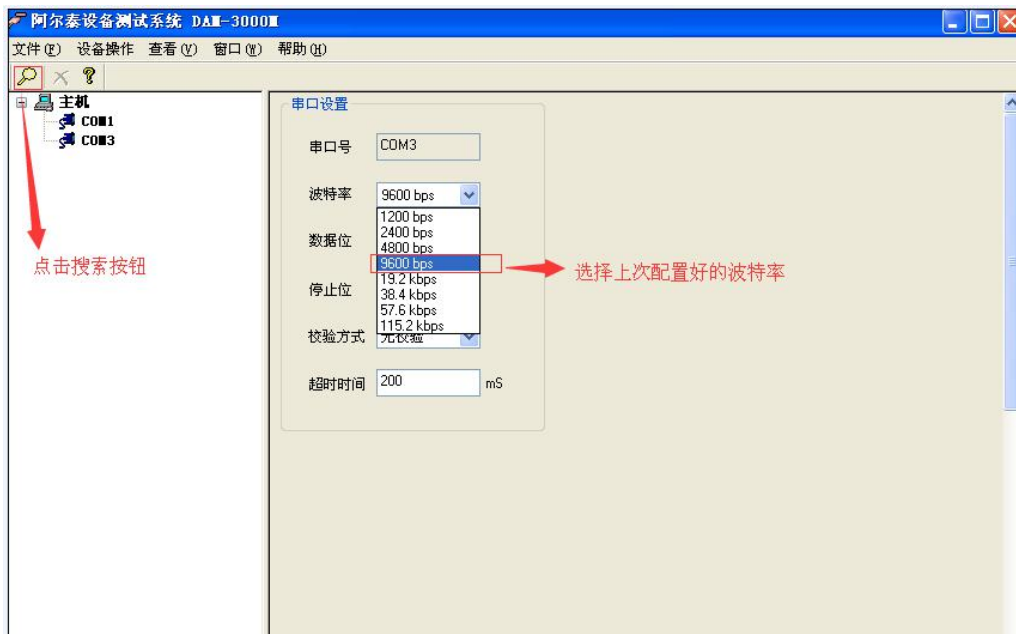 阿尔泰设备测试系统 DAM-3000M
文件(F) 设备操作 查看(V) 窗口(W) 帮助(H)
主机
COM1
COM3
点击搜索按钮
串口设置
串口号 COM3
波特率 9600 bps
1200 bps
2400 bps
数据位
4800 bps
9600 bps
选择上次配置好的波特率
19.2 kbps
停止位
38.4 kbps
57.6 kbps
115.2 kbps
校验方式 无校验
超时时间 200 mS